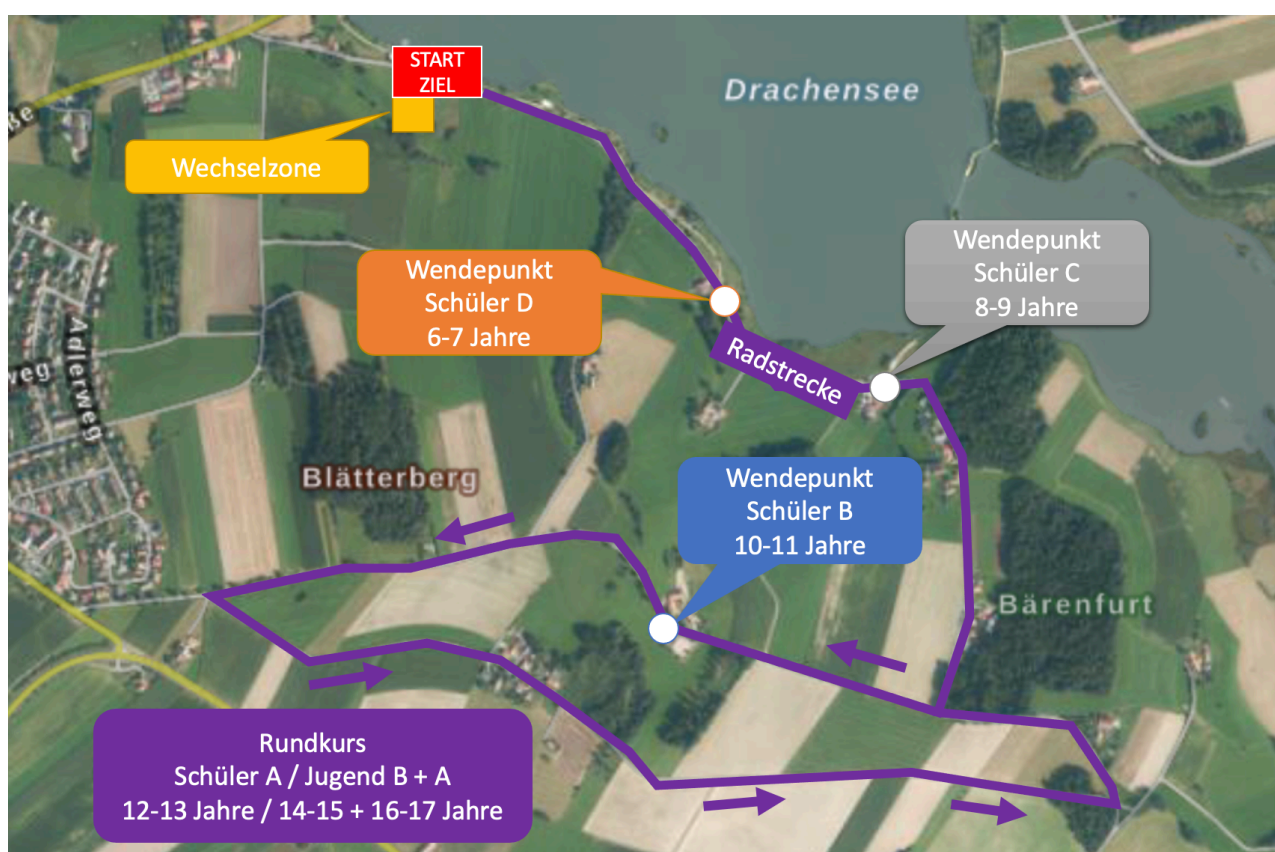 START
ZIEL
Drachensee
ße
Wechselzone
Wendepunkt
Schüler C
8-9 Jahre
Wendepunkt
Schüler D
6-7 Jahre
Radstrecke
Adlerweg
weg
Blätterberg
Wendepunkt
Schüler B
10-11 Jahre
Bärenfurt
Rundkurs
Schüler A / Jugend B + A
12-13 Jahre / 14-15 + 16-17 Jahre